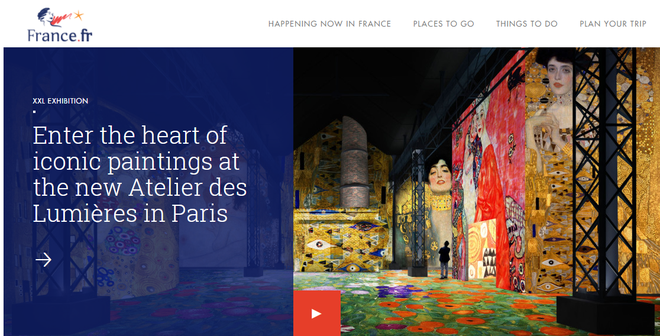 France.fr
HAPPENING NOW IN FRANCE
PLACES TO GO
THINGS TO DO
PLAN YOUR TRIP
XXL EXHIBITION
Enter the heart of
iconic paintings at
the new Atelier des
Lumières in Paris